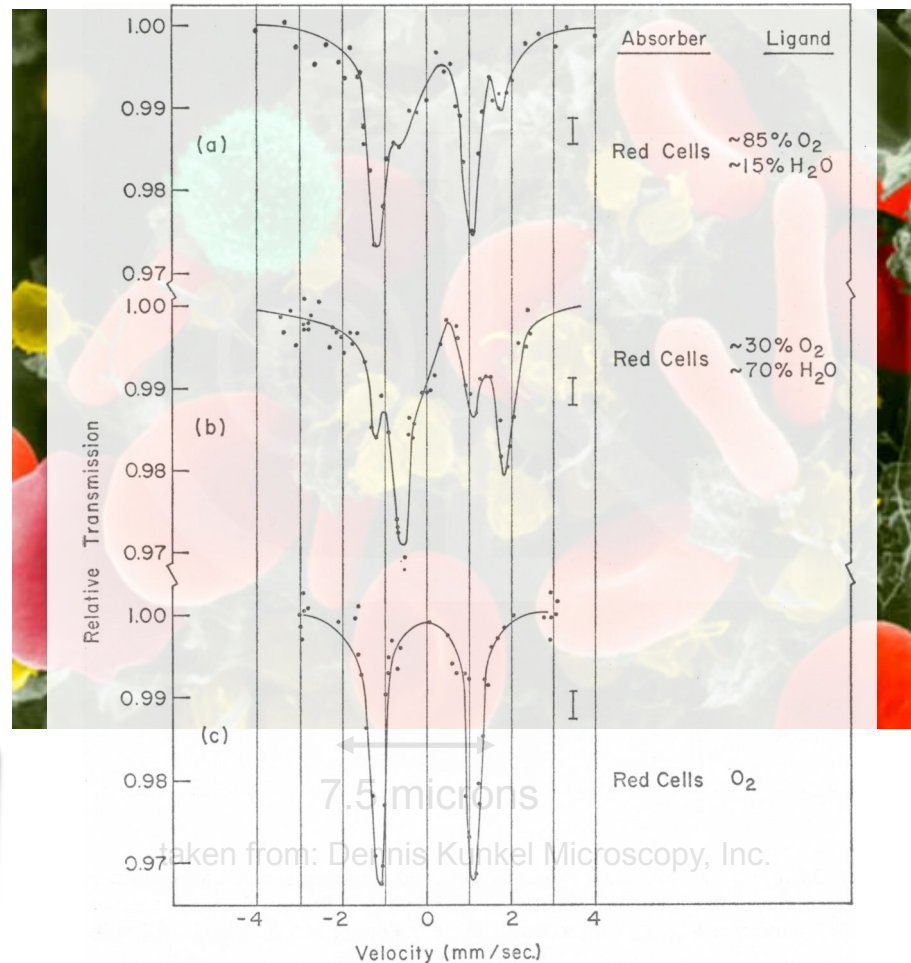 Absorber Ligand
1.00
0.99
0.98
0.97
(a)
Red Cells ~85% O₂
~15% H₂O
1.00
0.99
0.98
0.97
(b)
Red Cells ~30% O₂
~70% H₂O
Relative Transmission
1.00
0.99
0.98
0.97
(c)
Red Cells O₂
7.5 microns
taken from: Dennis Kunkel Microscopy, Inc.
-4 -2 0 2 4
Velocity (mm/sec.)